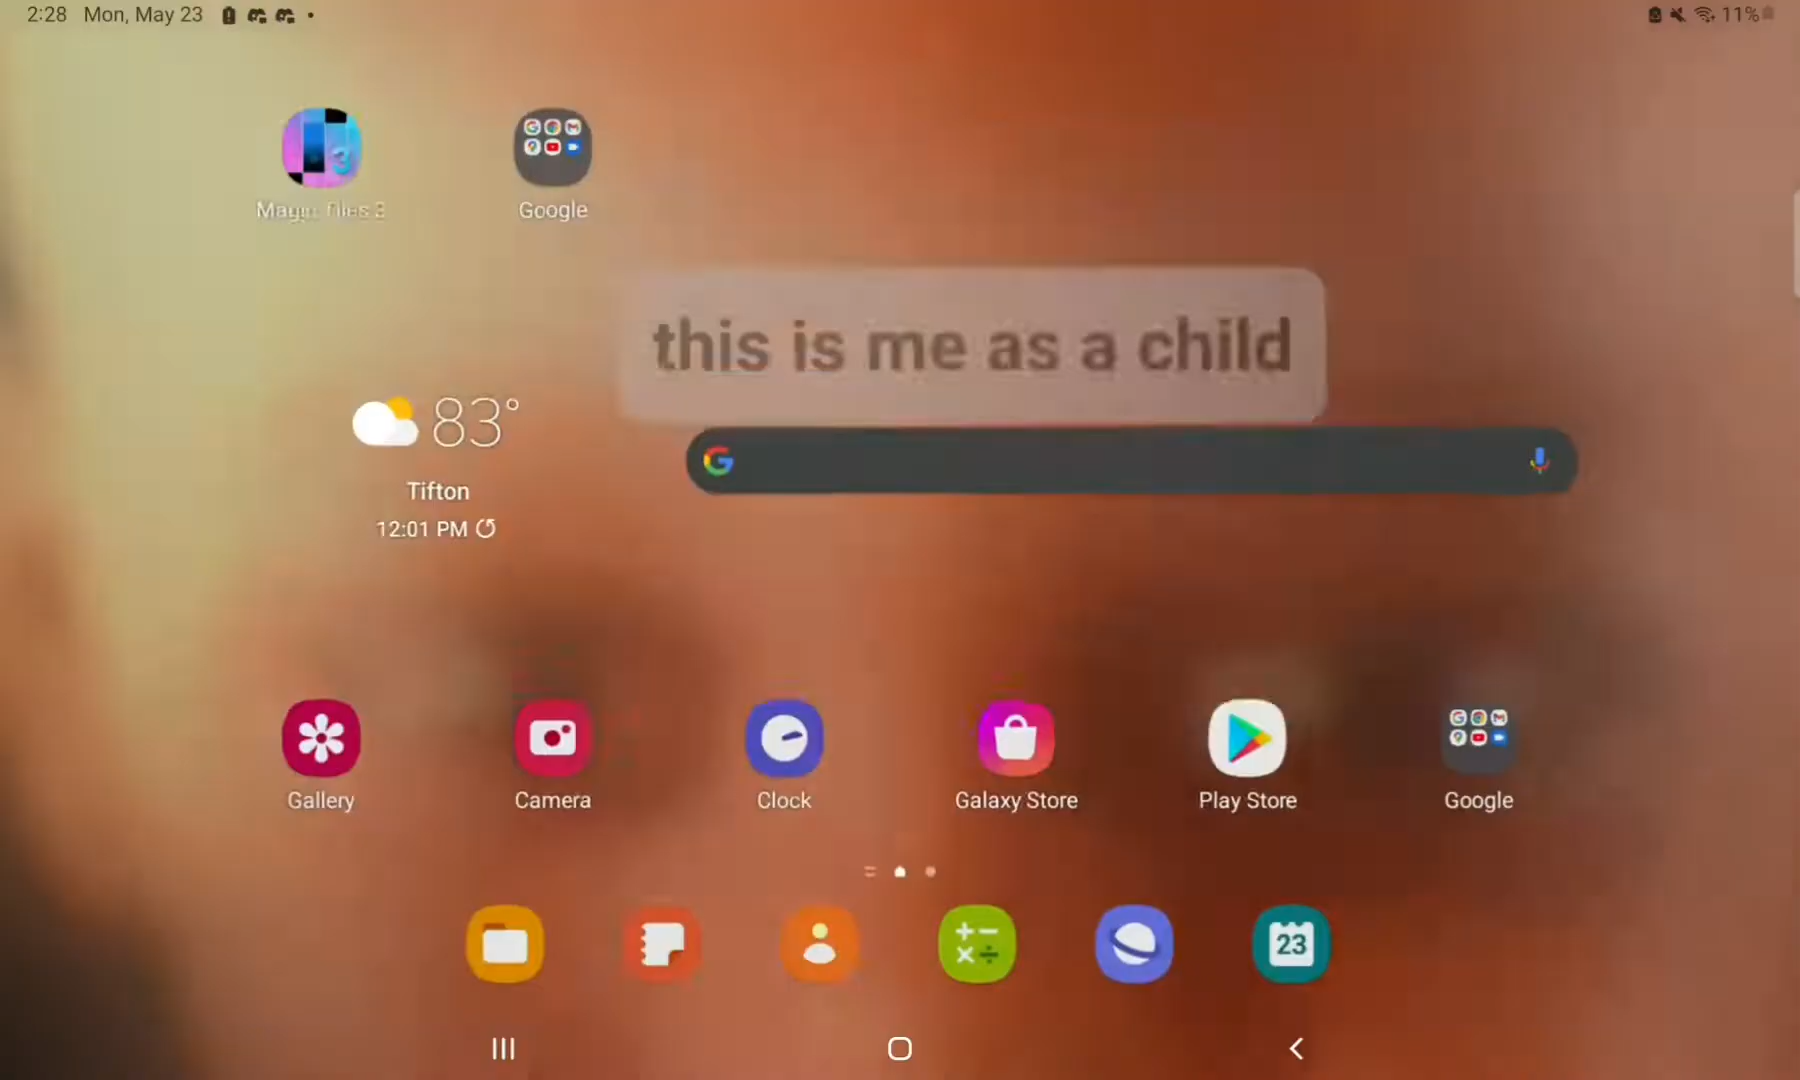 2:28 Mon, May 23
11%
Magic Tiles 3
Google
this is me as a child
83°
Tifton
12:01 PM
Gallery
Camera
Clock
Galaxy Store
Play Store
Google
23